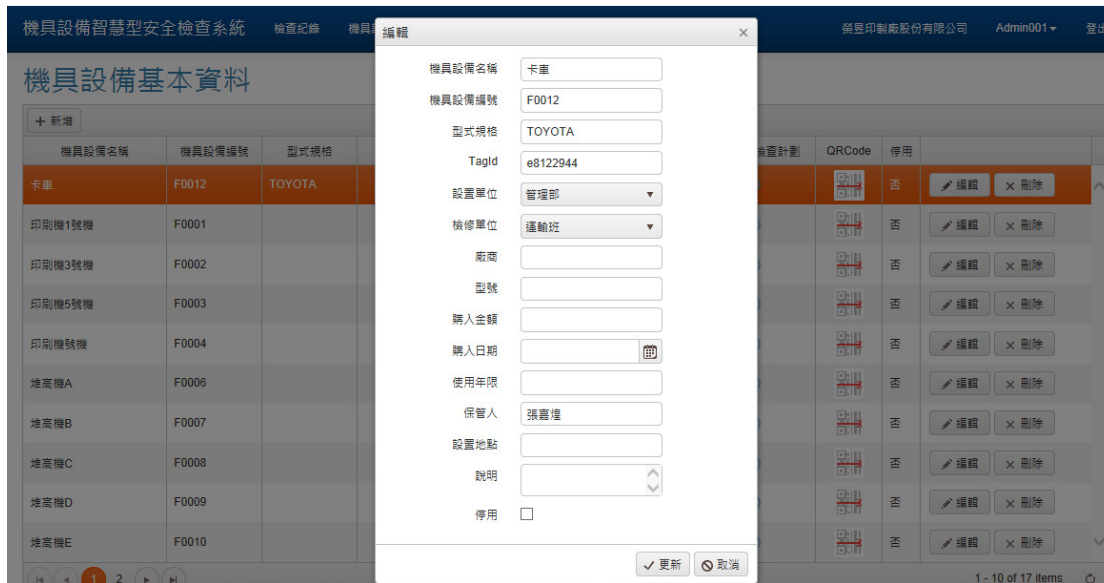 機具設備智慧型安全檢查系統 檢查紀錄 機具 螢昱印製廠股份有限公司 Admin001 登出
編輯 ×
機具設備基本資料
+ 新增
機具設備名稱 機具設備編號 型式規格 檢查計劃 QRCode 停用
卡車 F0012 TOYOTA 否 編輯 × 刪除
印刷機1號機 F0001 否 編輯 × 刪除
印刷機3號機 F0002 否 編輯 × 刪除
印刷機5號機 F0003 否 編輯 × 刪除
印刷機號機 F0004 否 編輯 × 刪除
堆高機A F0006 否 編輯 × 刪除
堆高機B F0007 否 編輯 × 刪除
堆高機C F0008 否 編輯 × 刪除
堆高機D F0009 否 編輯 × 刪除
堆高機E F0010 否 編輯 × 刪除
1 2 1 - 10 of 17 items
機具設備名稱 卡車
機具設備編號 F0012
型式規格 TOYOTA
TagId e8122944
設置單位 管理部
檢修單位 運輸班
廠商
型號
購入金額
購入日期
使用年限
保管人 張嘉煌
設置地點
說明
停用
更新 取消